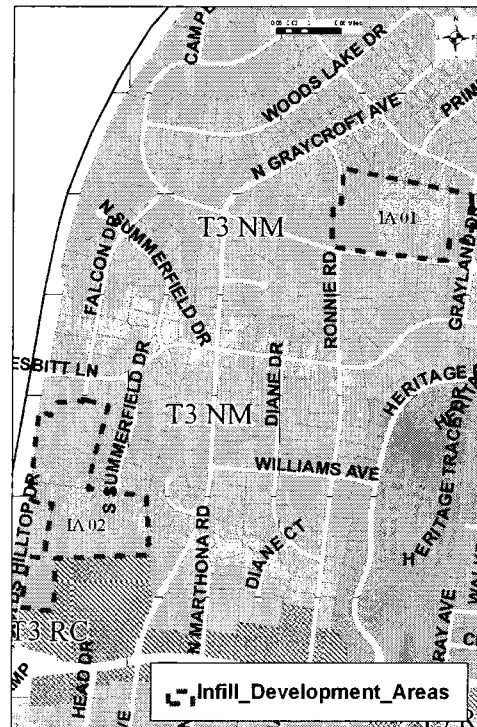 N
CAMP
WOODS LAKE DR
N GRAYCROFT AVE
PRIN
IA 01
T3 NM
N SUMMERFIELD DR
FALCON DR
RONNIE RD
GRAYLAND DR
ESBITT LN
S SUMMERFIELD DR
DIANE DR
HERITAGE
HERITAGE TRACE DR
T3 NM
WILLIAMS AVE
HILLTOP DR
IA 02
N MARTHONA RD
DIANE CT
T3 RC
HEAD DR
RAY AVE
Infill_Development_Areas